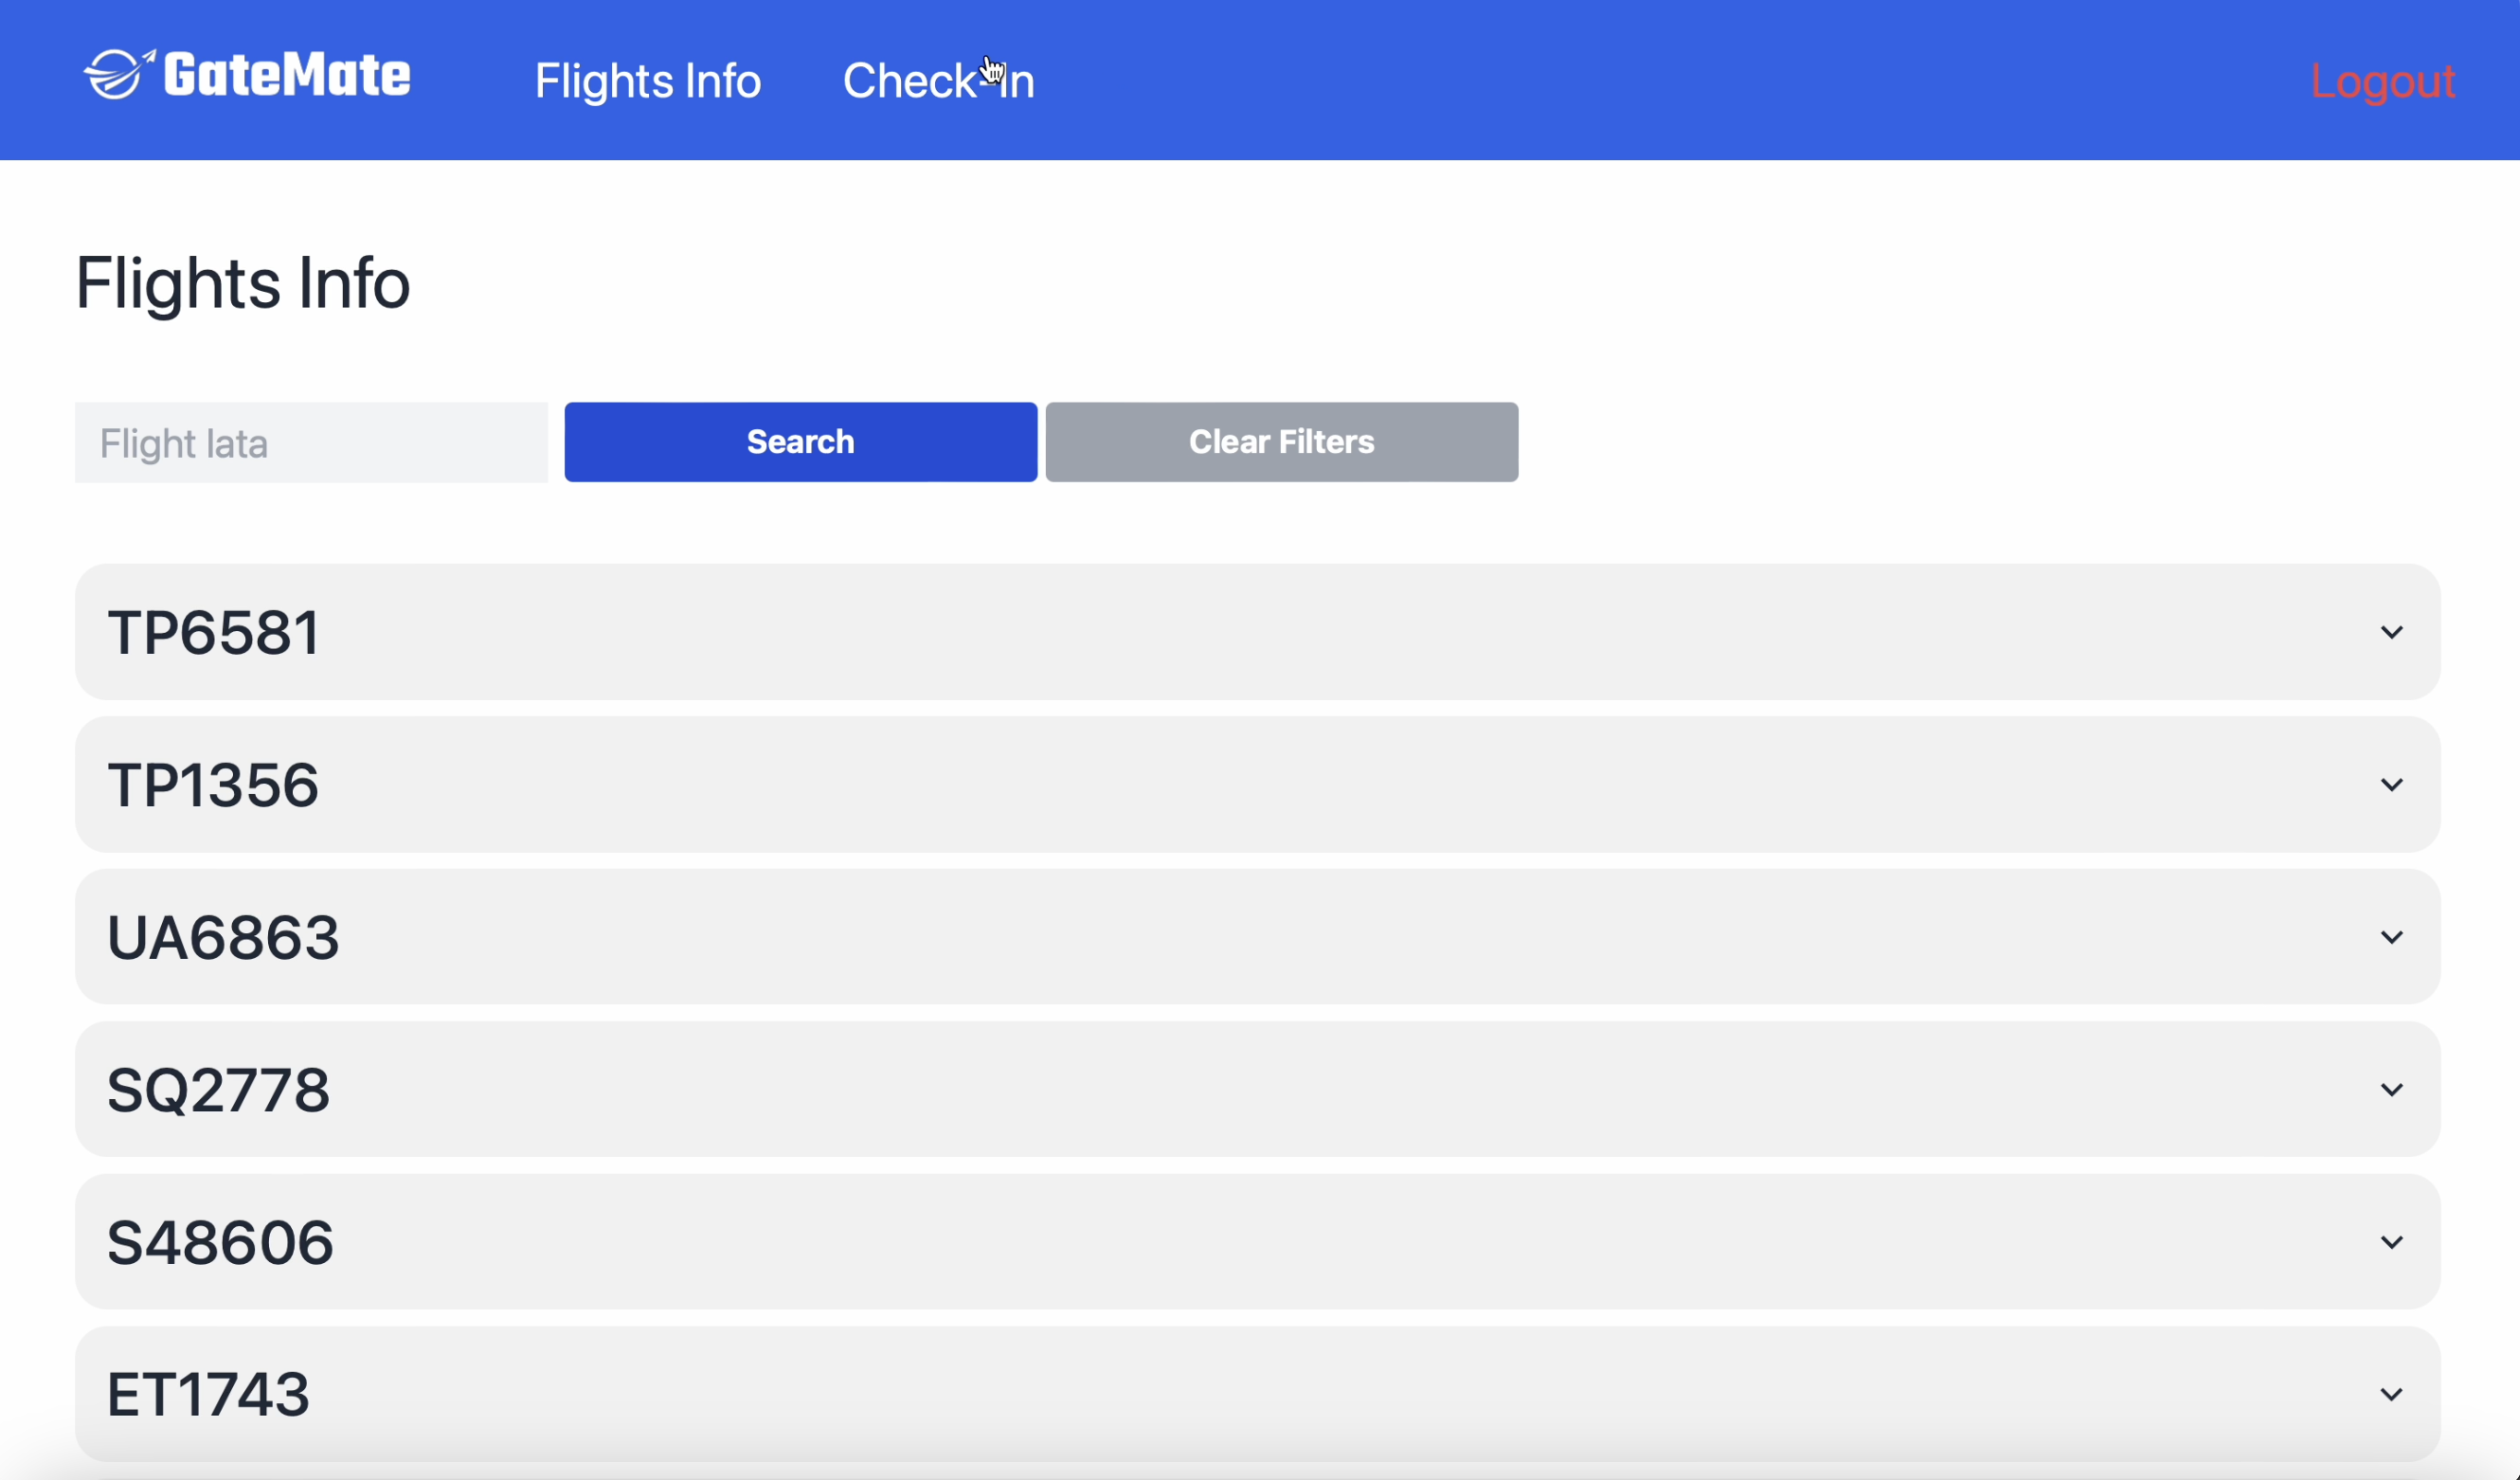 GateMate Flights Info Check-In Logout
Flights Info
Flight Iata Search Clear Filters
TP6581
TP1356
UA6863
SQ2778
S48606
ET1743